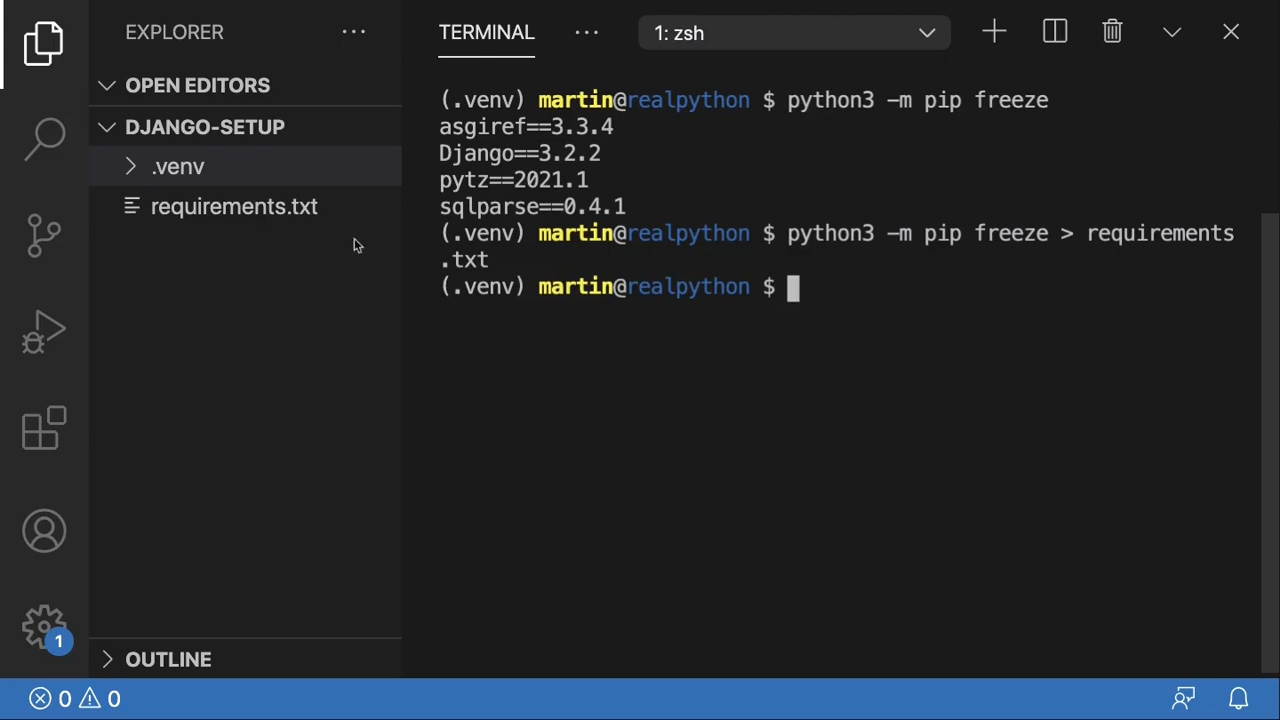 EXPLORER
OPEN EDITORS
DJANGO-SETUP
.venv
requirements.txt
OUTLINE
TERMINAL
1: zsh
(.venv) martin@realpython $ python3 -m pip freeze
asgiref==3.3.4
Django==3.2.2
pytz==2021.1
sqlparse==0.4.1
(.venv) martin@realpython $ python3 -m pip freeze > requirements
.txt
(.venv) martin@realpython $
1
0 0